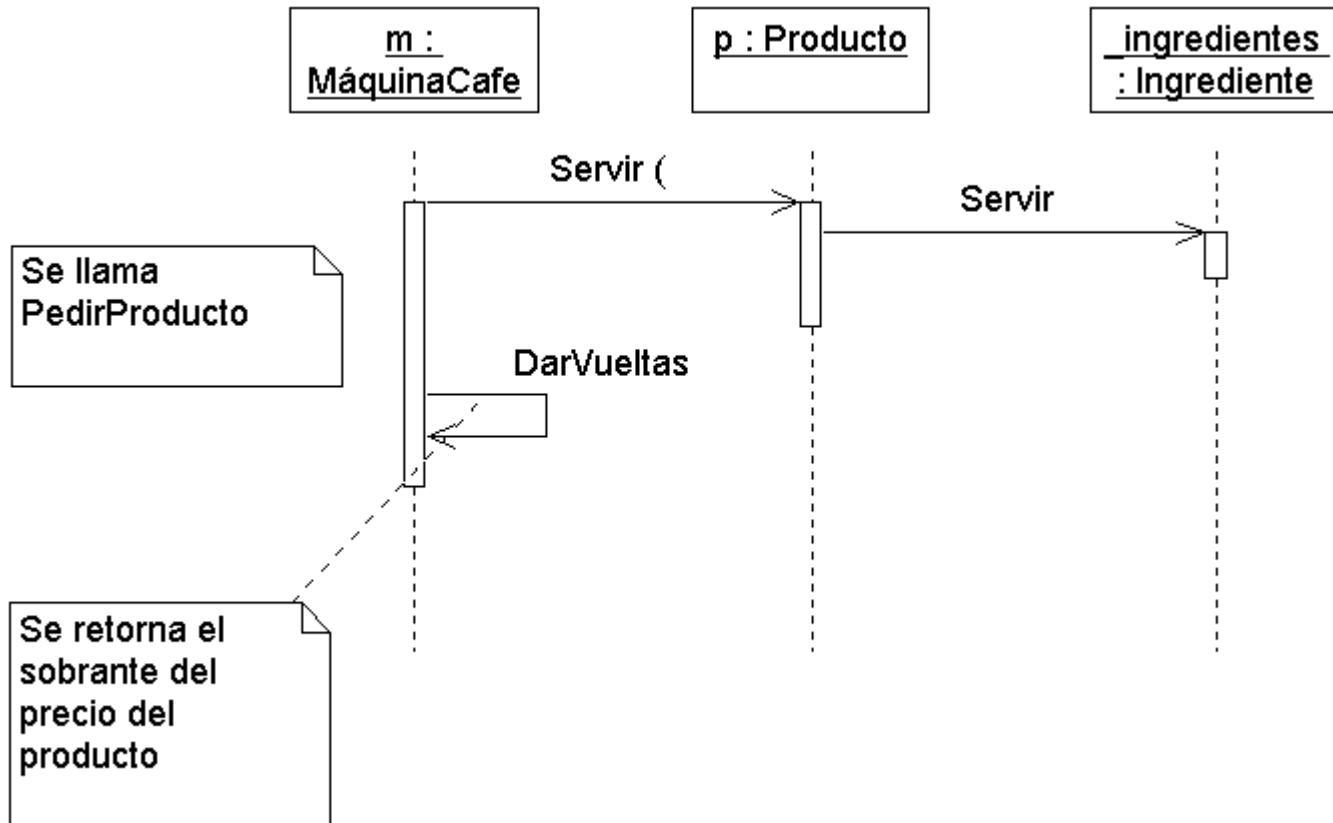 m :
MáquinaCafe
p : Producto
_ingredientes
: Ingrediente
Servir (
Servir
Se llama
PedirProducto
DarVueltas
Se retorna el
sobrante del
precio del
producto